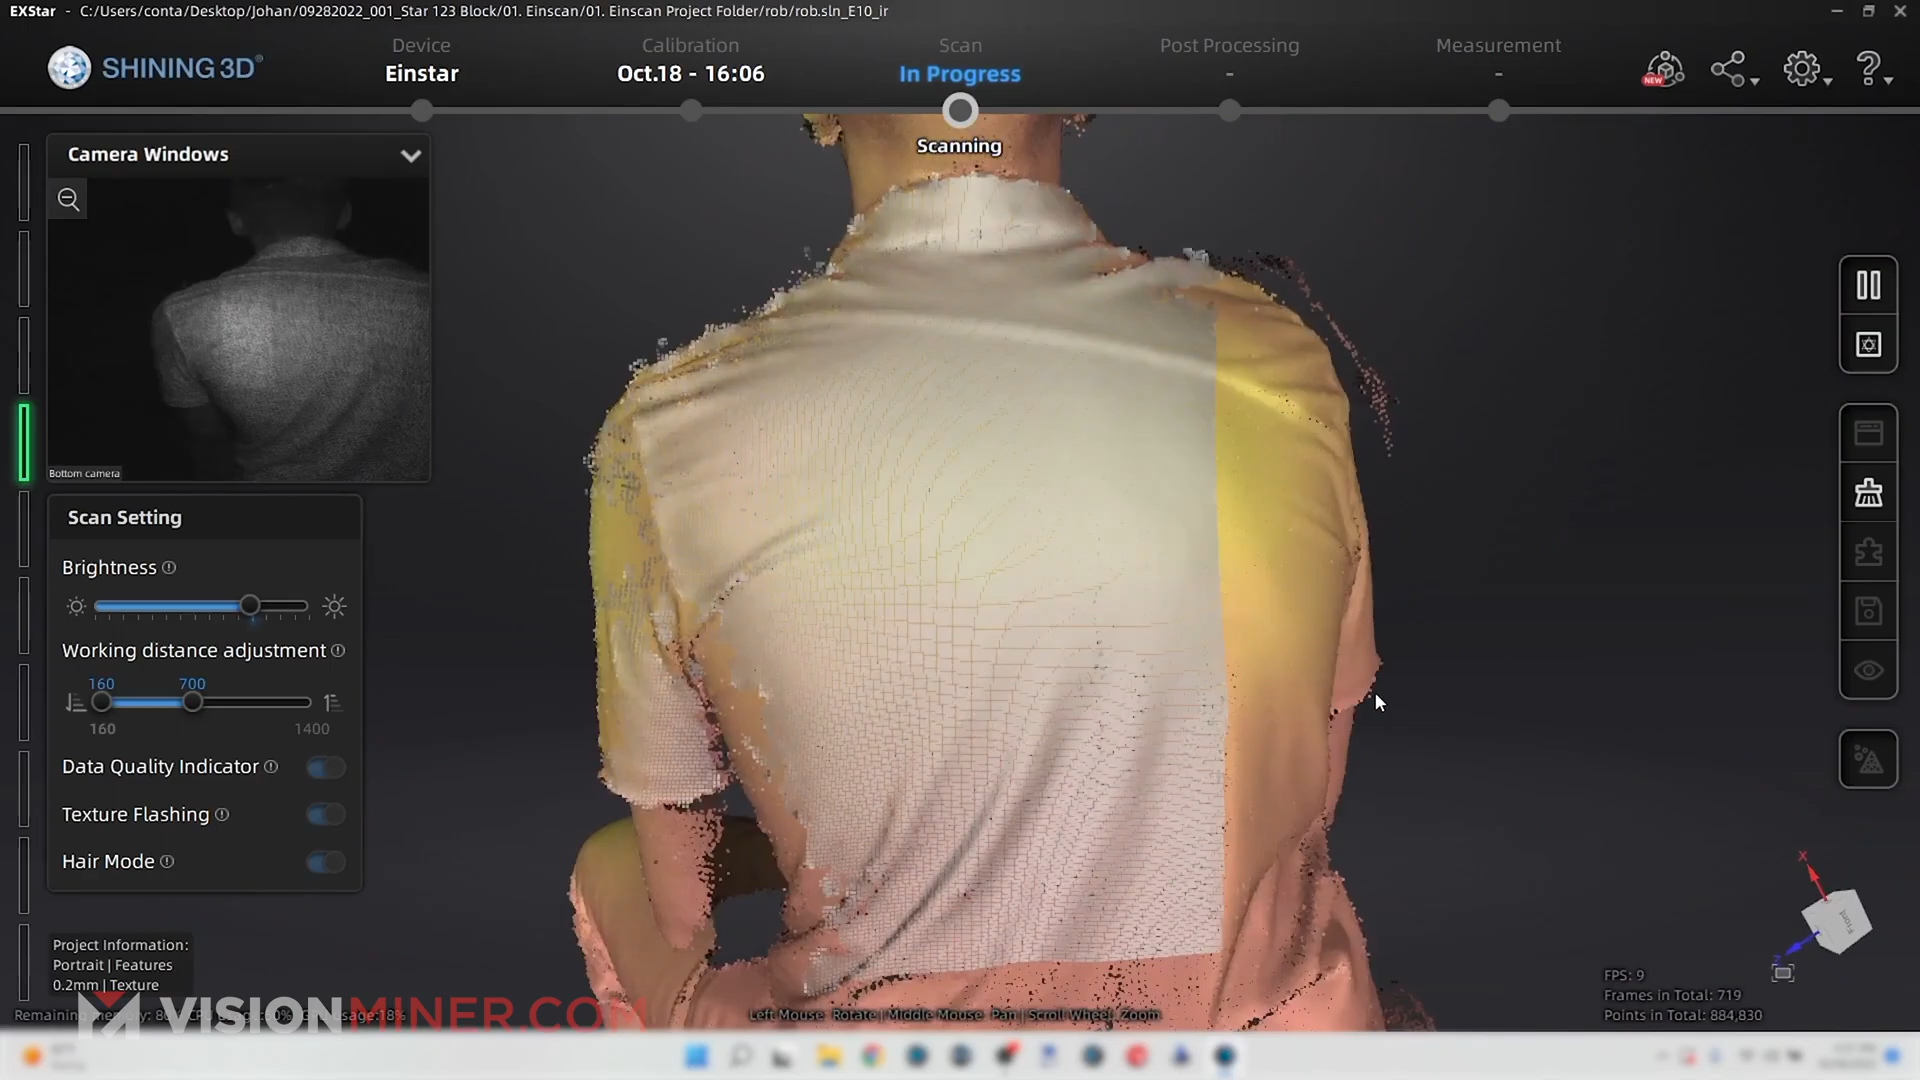 EXStar - C:/Users/conta/Desktop/Johan/09282022_001_Star 123 Block/01. Einscan/01. Einscan Project Folder/rob/rob.sln_E10_ir
SHINING 3D®
Device
Einstar
Calibration
Oct.18 - 16:06
Scan
In Progress
Post Processing
-
Measurement
-
NEW
Scanning
Camera Windows
Bottom camera
Scan Setting
Brightness
Working distance adjustment
160 700
160 1400
Data Quality Indicator
Texture Flashing
Hair Mode
Project Information:
Portrait | Features
0.2mm | Texture
Front
X
Z
FPS: 9
Frames in Total: 719
Points in Total: 884,830
VISIONMINER.COM
Remaining memory:
Left Mouse: Rotate | Middle Mouse: Pan | Scroll Wheel: Zoom